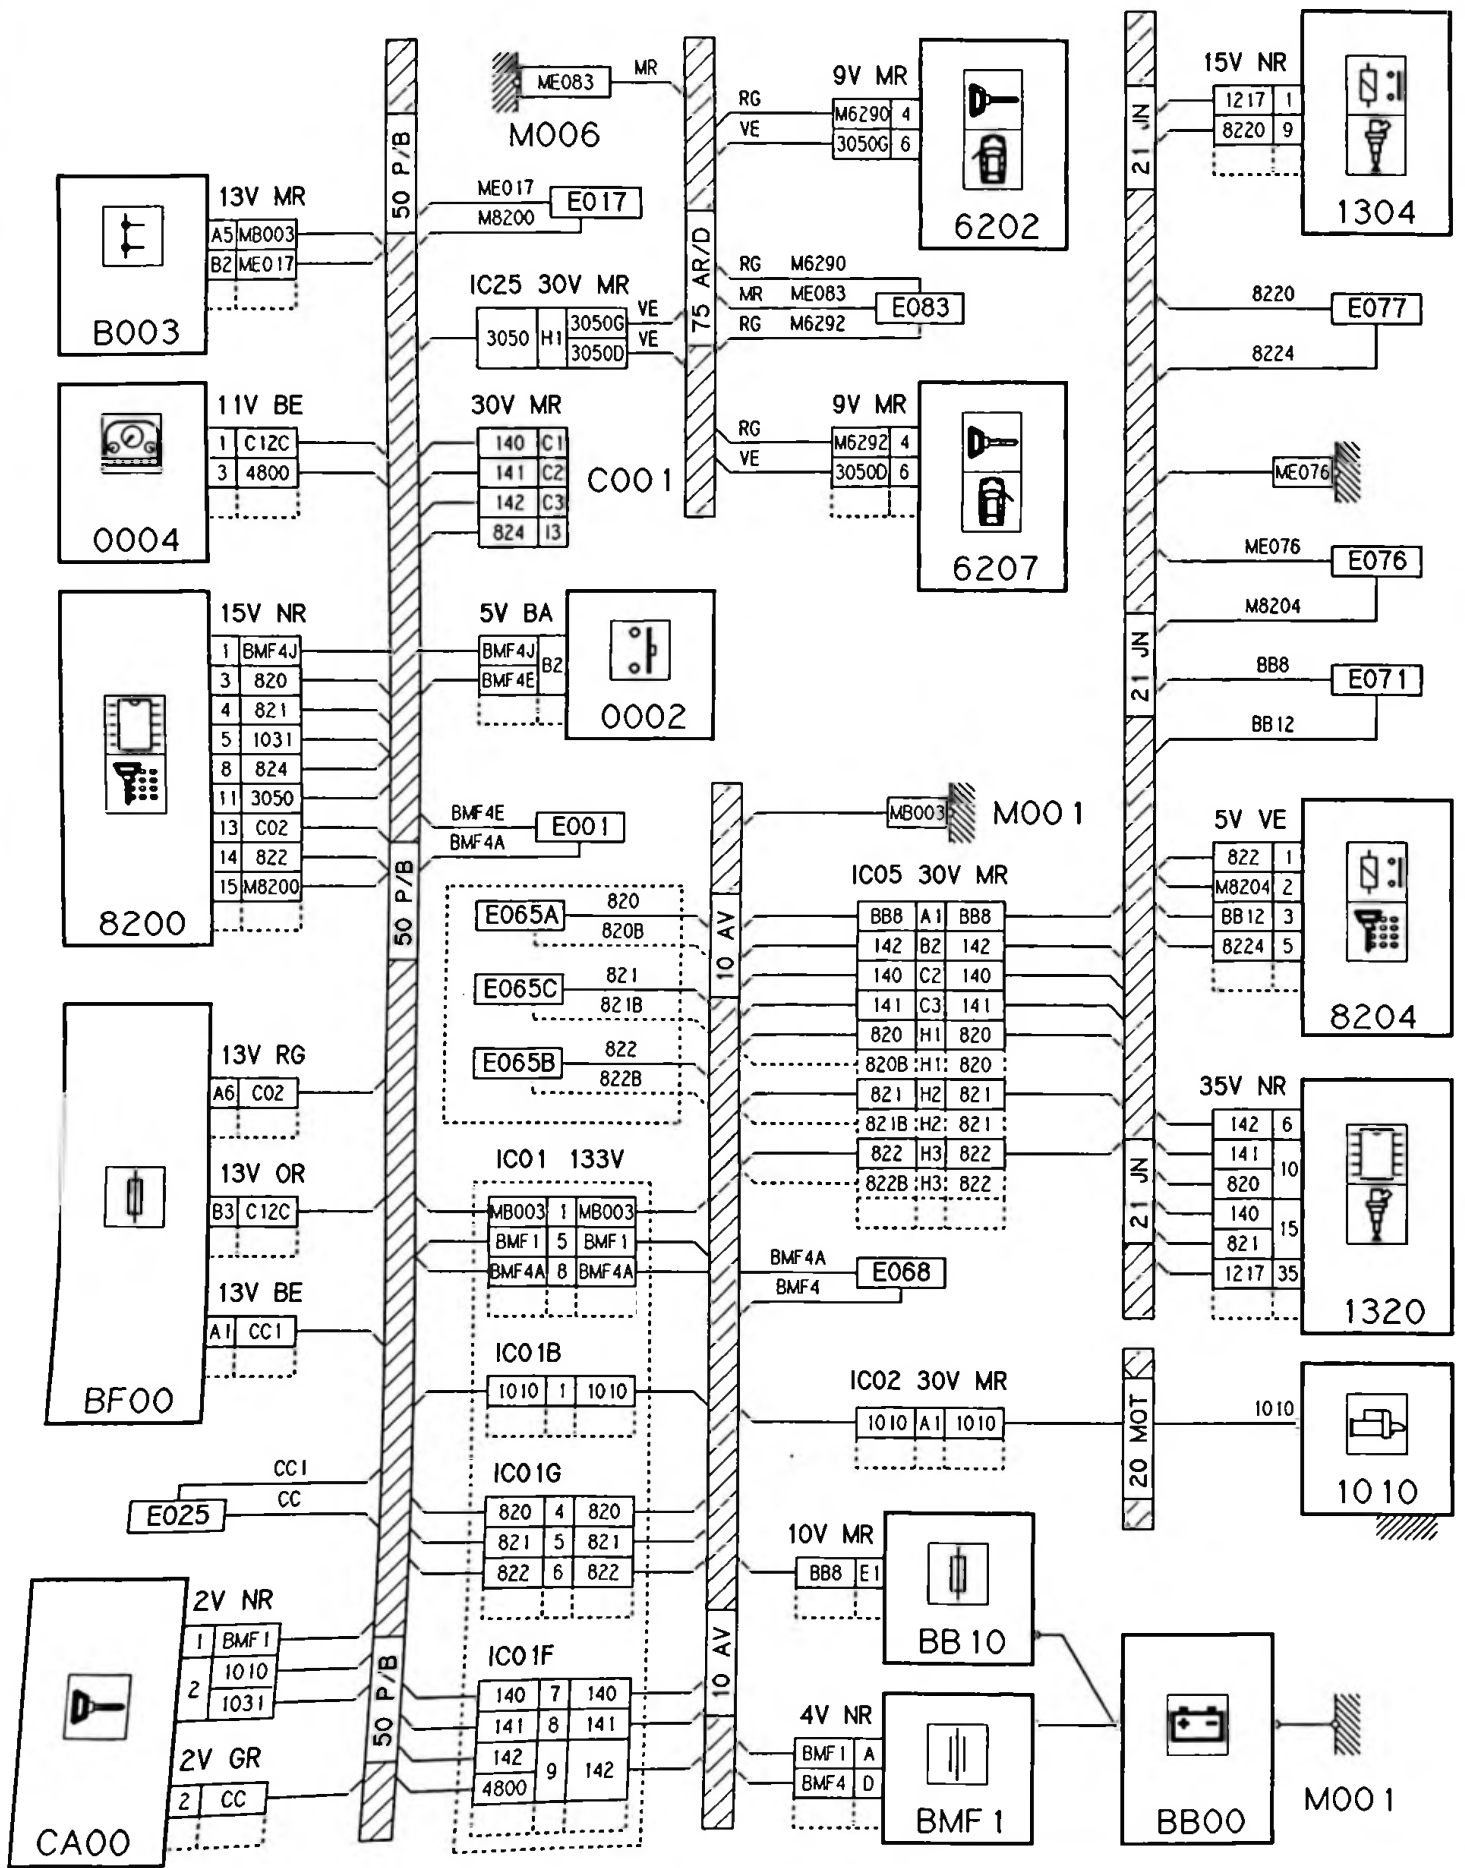 50 P/B
13V MR
A5 MB003
B2 ME017
B003
11V BE
1 C12C
3 4800
0004
15V NR
1 BMF4J
3 820
4 821
5 1031
8 824
11 3050
13 C02
14 822
15 M8200
8200
50 P/B
13V RG
A6 C02
13V OR
B3 C12C
13V BE
A1 CC1
BF00
CC1
E025
CC
2V NR
1 BMF1
2 1010
1031
2V GR
2 CC
CA00
50 P/B
ME083
MR
M006
ME017
E017
M8200
IC25 30V MR
3050 H1 3050G VE
3050D VE
30V MR
140 C1
141 C2
142 C3
824 I3
C001
5V BA
BMF4J B2
BMF4E
0002
BMF4E
E001
BMF4A
E065A
820
820B
E065C
821
821B
E065B
822
822B
IC01 133V
MB003 1 MB003
BMF1 5 BMF1
BMF4A 8 BMF4A
IC01B
1010 1 1010
IC01G
820 4 820
821 5 821
822 6 822
IC01F
140 7 140
141 8 141
142 9 142
4800
75 AR/D
RG
VE
9V MR
M6290 4
3050G 6
6202
RG M6290
MR ME083
E083
RG M6292
RG
VE
9V MR
M6292 4
3050D 6
6207
10 AV
MB003
M001
IC05 30V MR
BB8 A1 BB8
142 B2 142
140 C2 140
141 C3 141
820 H1 820
820B H1 820
821 H2 821
821B H2 821
822 H3 822
822B H3 822
BMF4A
E068
BMF4
IC02 30V MR
1010 A1 1010
10 AV
10V MR
BB8 E1
BB10
4V NR
BMF1 A
BMF4 D
BMF1
21 JN
15V NR
1217 1
8220 9
1304
8220
E077
8224
ME076
ME076
E076
M8204
21 JN
BB8
E071
BB12
5V VE
822 1
M8204 2
BB12 3
8224 5
8204
21 JN
35V NR
142 6
141 10
820
140 15
821
1217 35
1320
20 MOT
1010
1010
BB00
M001